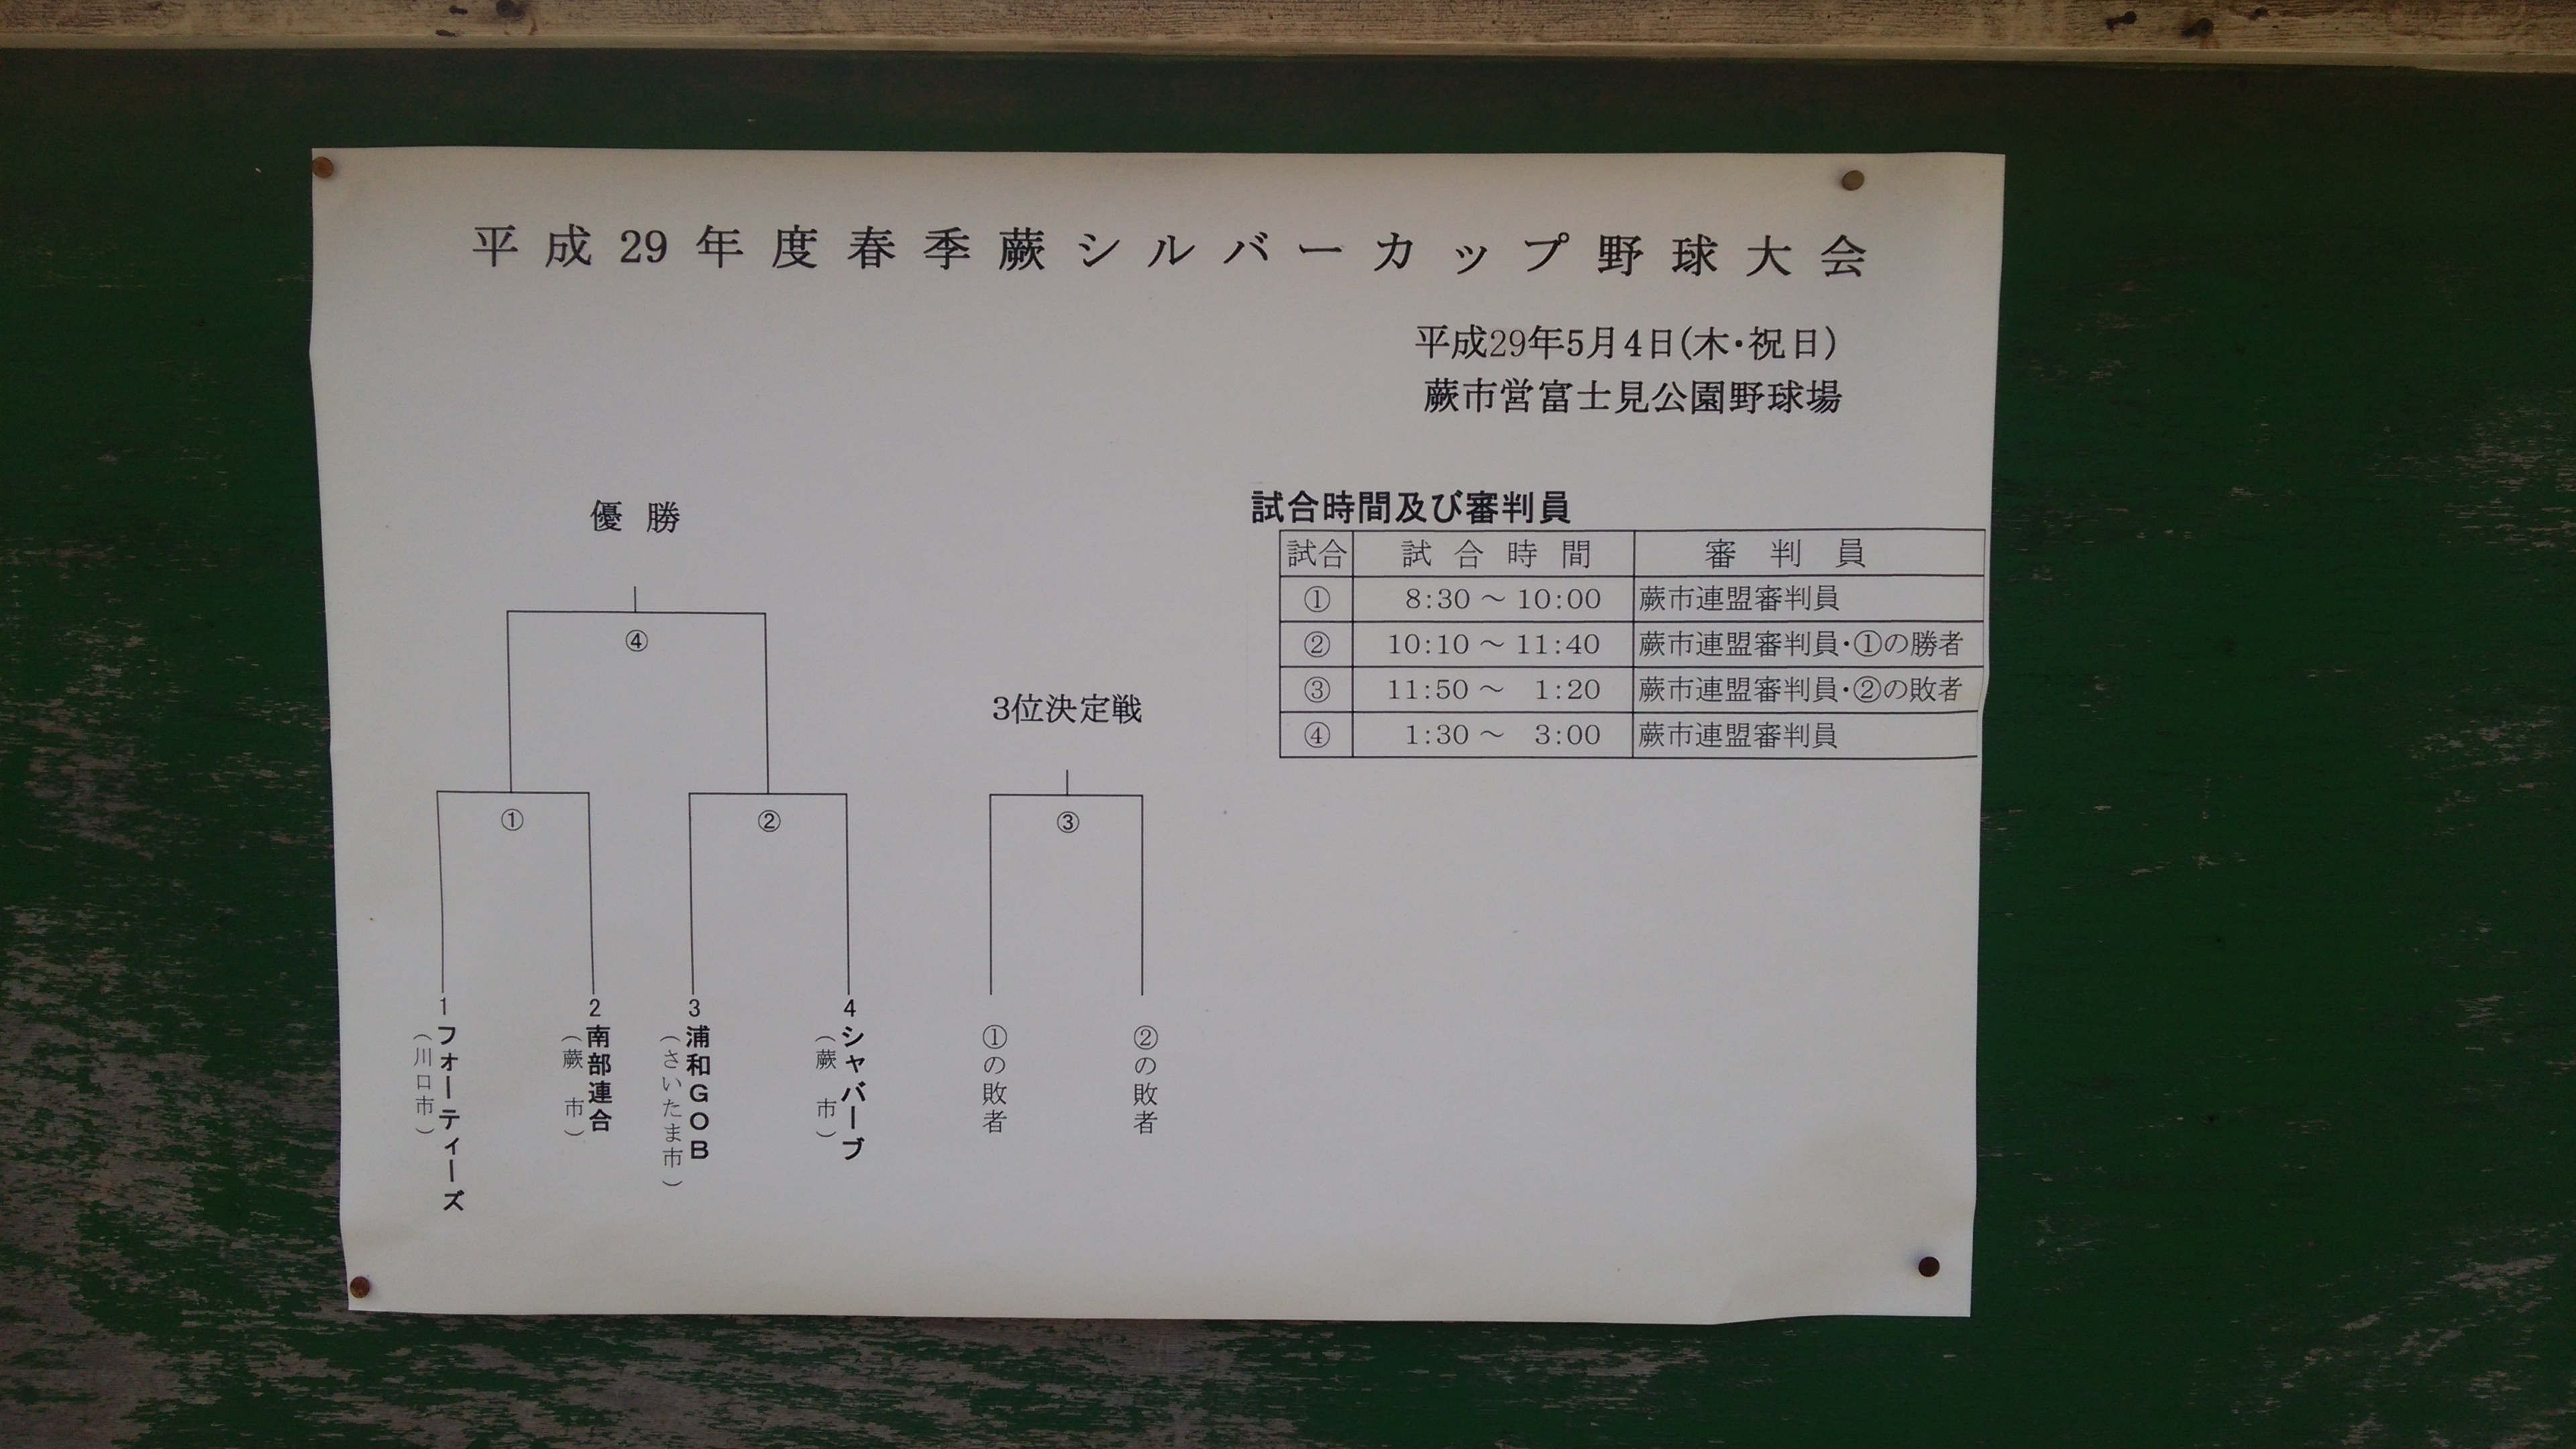 平成29年度春季蕨シルバーカップ野球大会
平成29年5月4日(木・祝日)
蕨市営富士見公園野球場
優勝
④
①
②
1
フォーティーズ
(川口市)
2
南部連合
(蕨 市)
3
浦和GOB
(さいたま市)
4
シャバーブ
(蕨 市)
3位決定戦
③
①の敗者
②の敗者
試合時間及び審判員
試合 試合時間 審判員
① 8:30 ～ 10:00 蕨市連盟審判員
② 10:10 ～ 11:40 蕨市連盟審判員・①の勝者
③ 11:50 ～ 1:20 蕨市連盟審判員・②の敗者
④ 1:30 ～ 3:00 蕨市連盟審判員